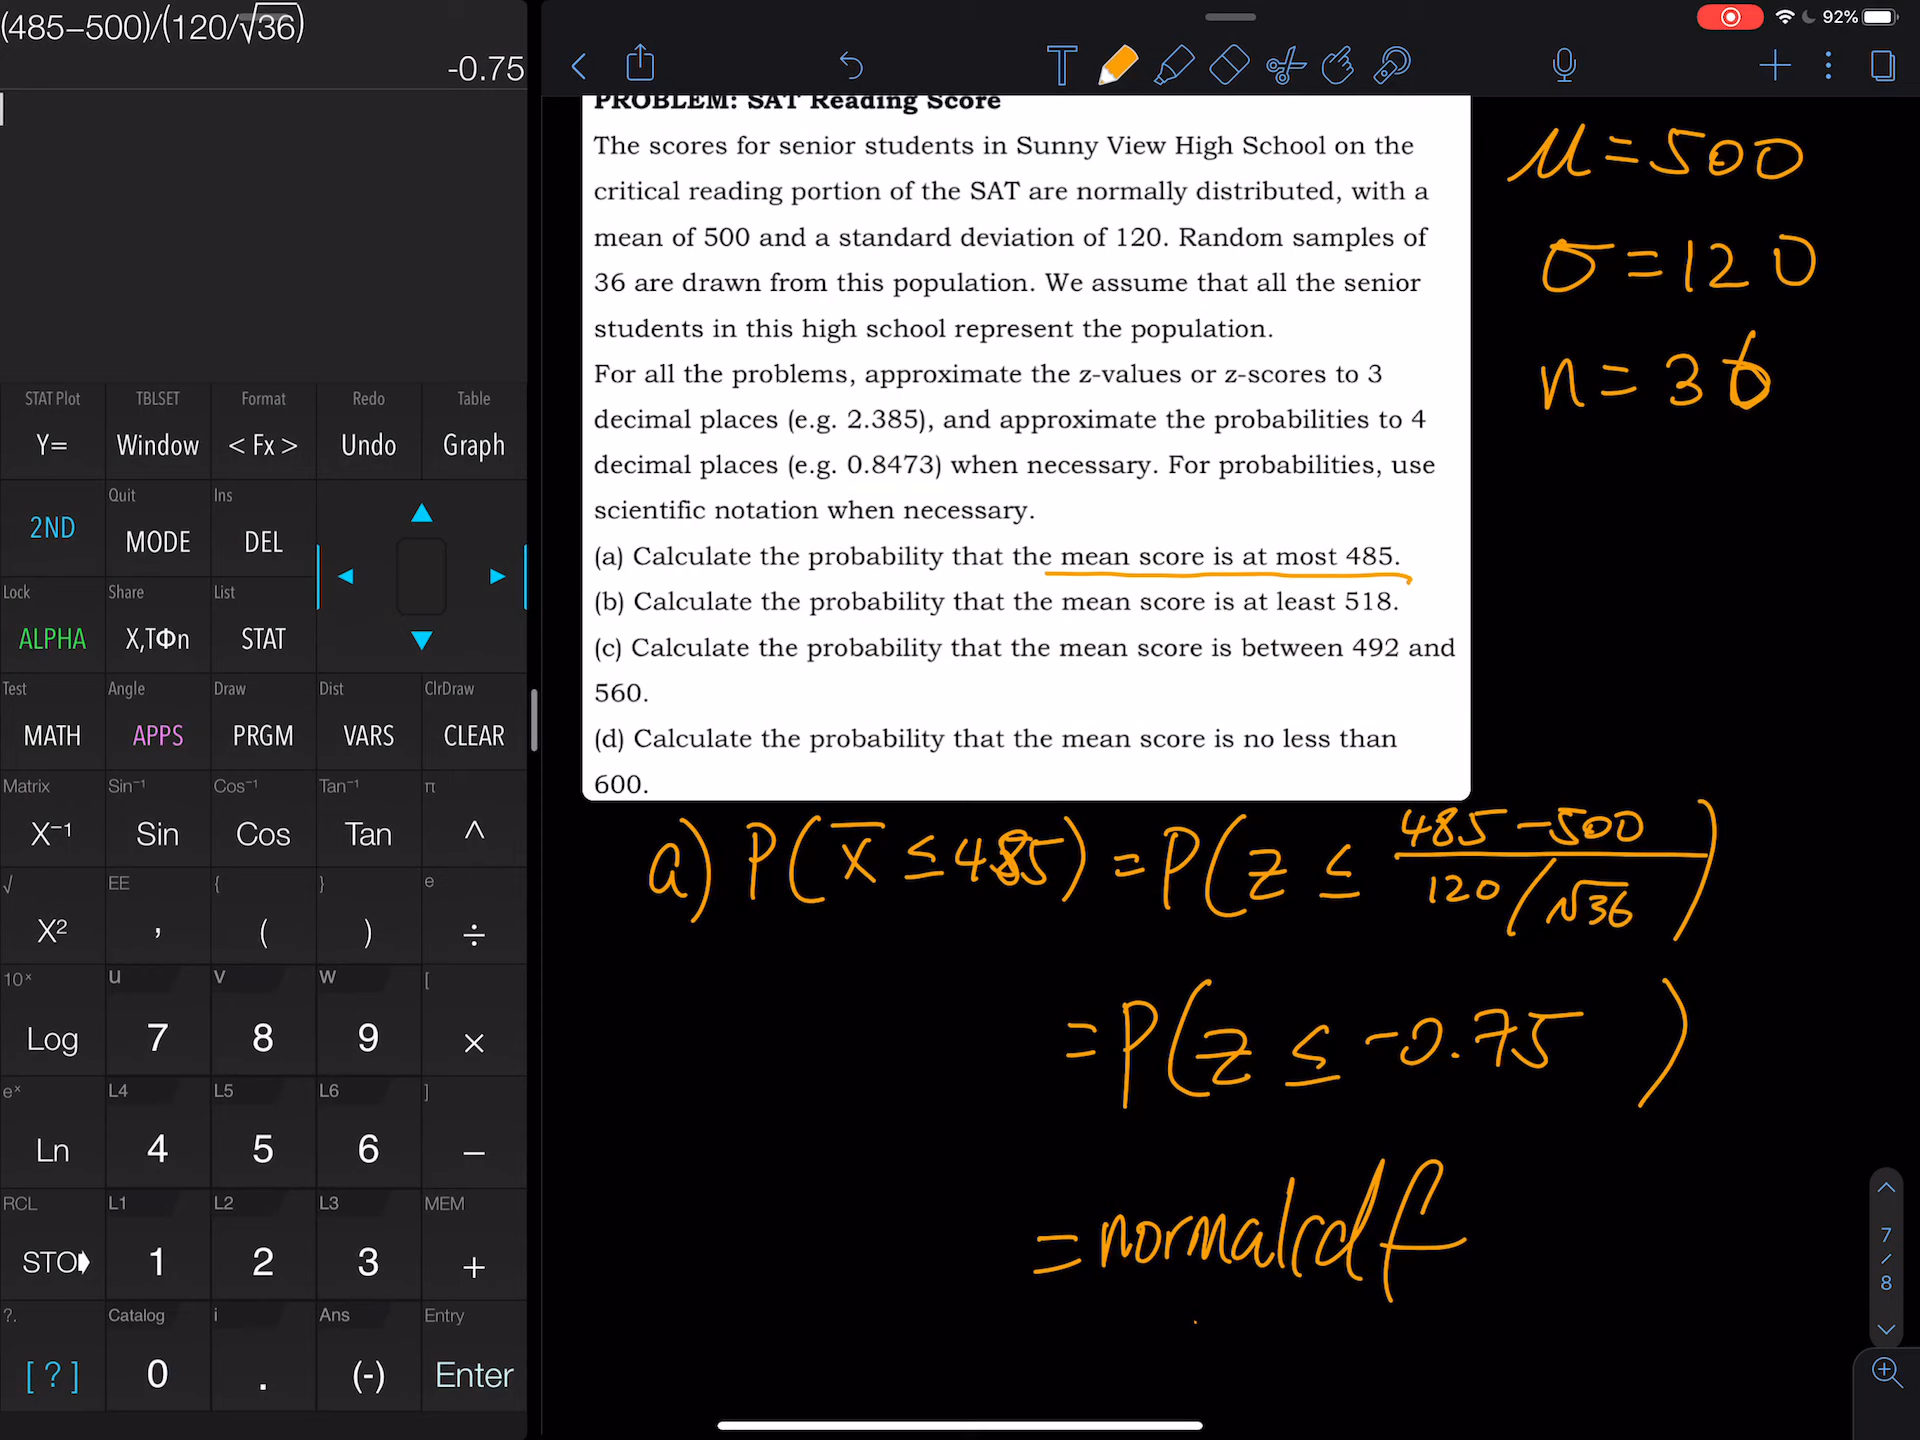 (485−500)/(120/√36)
-0.75
92%
PROBLEM: SAT Reading Score
The scores for senior students in Sunny View High School on the
critical reading portion of the SAT are normally distributed, with a
mean of 500 and a standard deviation of 120. Random samples of
36 are drawn from this population. We assume that all the senior
students in this high school represent the population.
For all the problems, approximate the z-values or z-scores to 3
decimal places (e.g. 2.385), and approximate the probabilities to 4
decimal places (e.g. 0.8473) when necessary. For probabilities, use
scientific notation when necessary.
(a) Calculate the probability that the mean score is at most 485.
(b) Calculate the probability that the mean score is at least 518.
(c) Calculate the probability that the mean score is between 492 and
560.
(d) Calculate the probability that the mean score is no less than
600.
μ = 500
σ = 120
n = 36
a) P( x̅ ≤ 485) = P( z ≤ (485 − 500)/(120/√36) )
= P( z ≤ -0.75 )
= normalcdf
7
/
8
STAT Plot TBLSET Format Redo Table
Y= Window < Fx > Undo Graph
Quit Ins
2ND MODE DEL
Lock Share List
ALPHA X,TΦn STAT
Test Angle Draw Dist ClrDraw
MATH APPS PRGM VARS CLEAR
Matrix Sin⁻¹ Cos⁻¹ Tan⁻¹ π
X⁻¹ Sin Cos Tan ^
√ EE { } e
X² , ( ) ÷
10ˣ u v w [
Log 7 8 9 ×
eˣ L4 L5 L6 ]
Ln 4 5 6 −
RCL L1 L2 L3 MEM
STO 1 2 3 +
?. Catalog i Ans Entry
[ ? ] 0 . (-) Enter